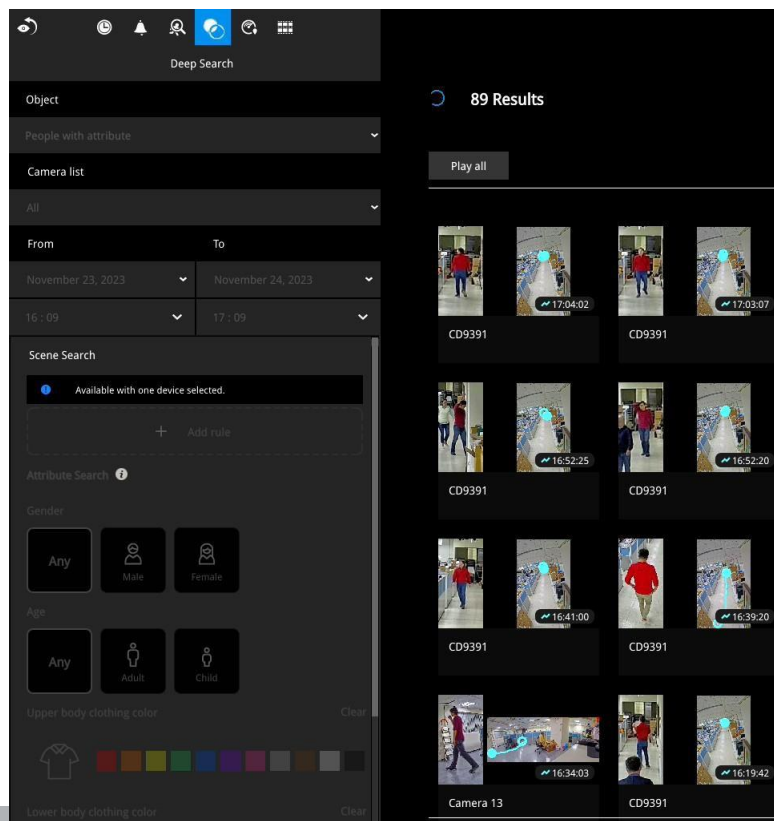 Deep Search
Object
People with attribute
Camera list
All
From To
November 23, 2023 November 24, 2023
16 : 09 17 : 09
Scene Search
Available with one device selected.
+ Add rule
Attribute Search
Gender
Any Male Female
Age
Any Adult Child
Upper body clothing color Clear
Lower body clothing color Clear
89 Results
Play all
17:04:02 17:03:07
CD9391 CD9391
16:52:25 16:52:20
CD9391 CD9391
16:41:00 16:39:20
CD9391 CD9391
16:34:03 16:19:42
Camera 13 CD9391